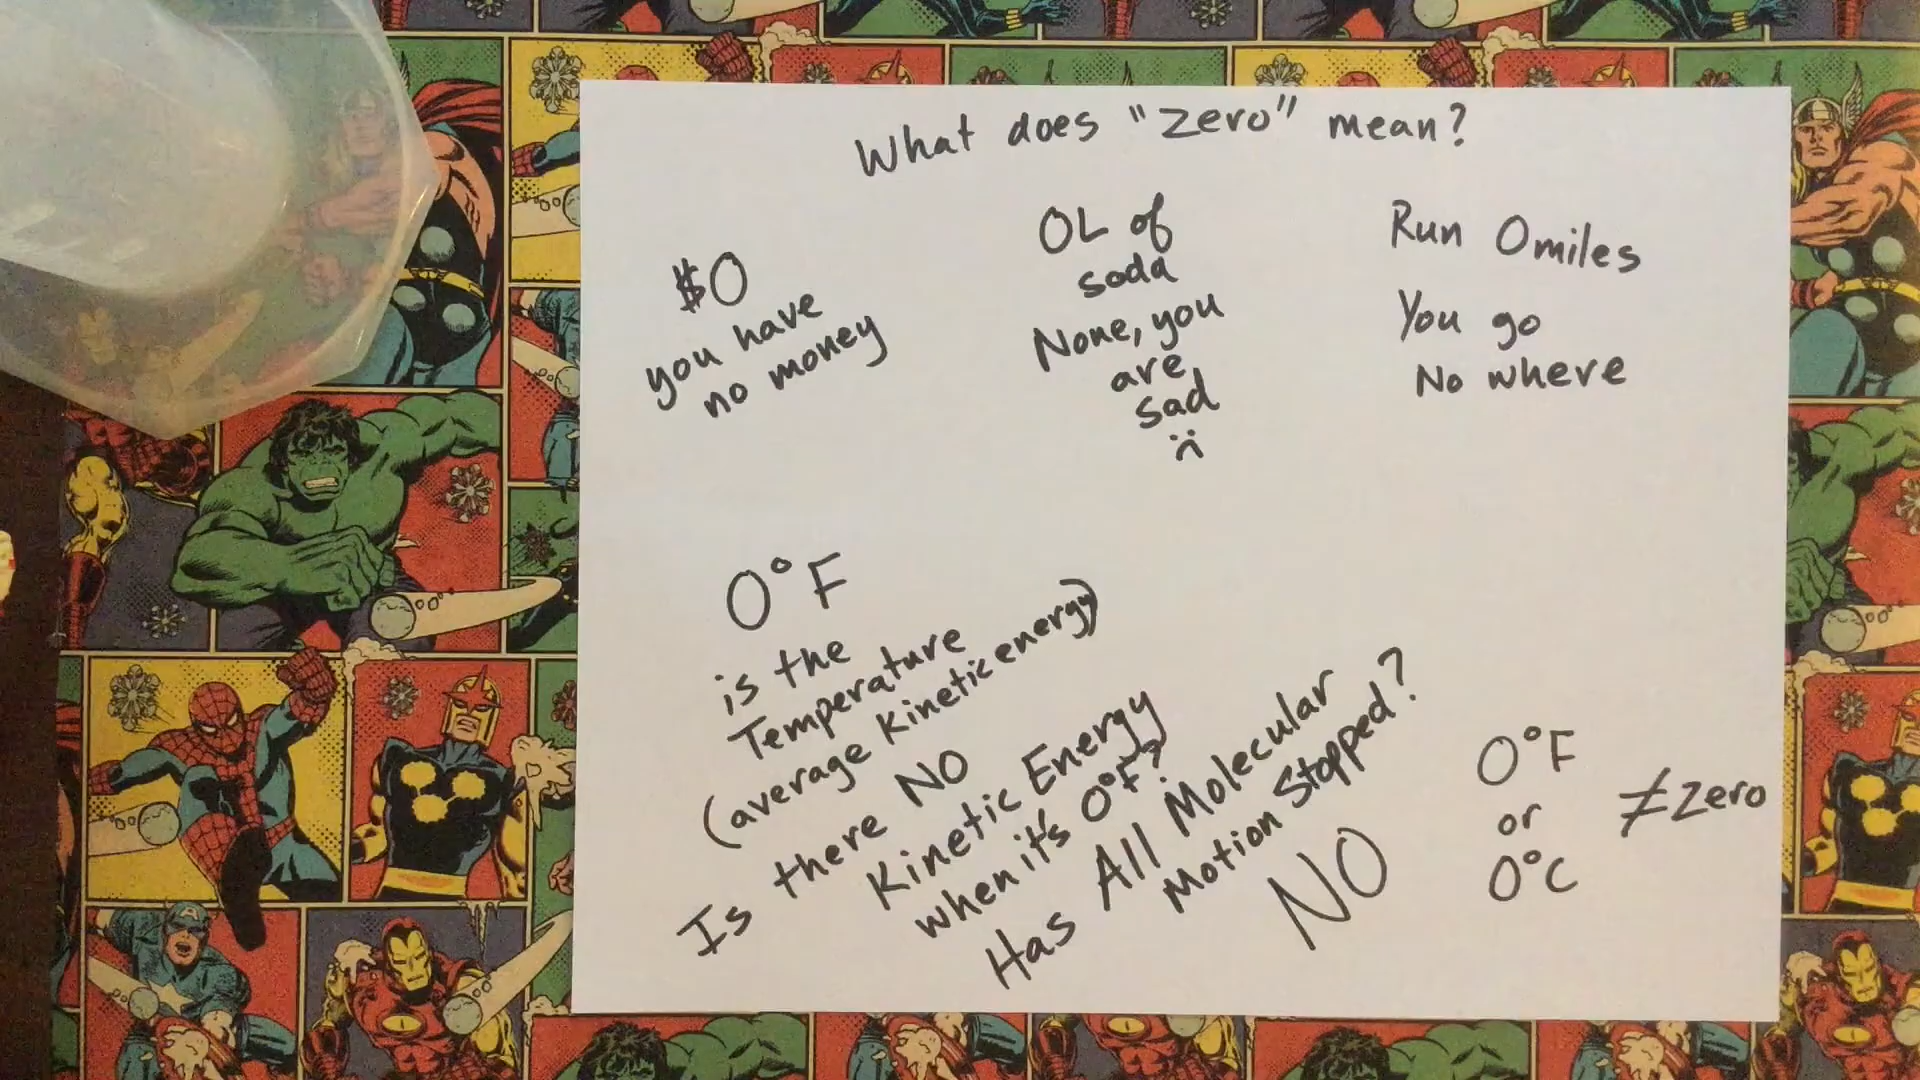 What does "zero" mean?
$0
you have
no money
0L of
soda
None, you
are
sad
Run 0miles
You go
No where
0°F
is the
Temperature
(average kinetic energy)
Is there NO
Kinetic Energy
when it's 0°F?
Has All Molecular
Motion Stopped?
NO
0°F
or
0°C
≠zero